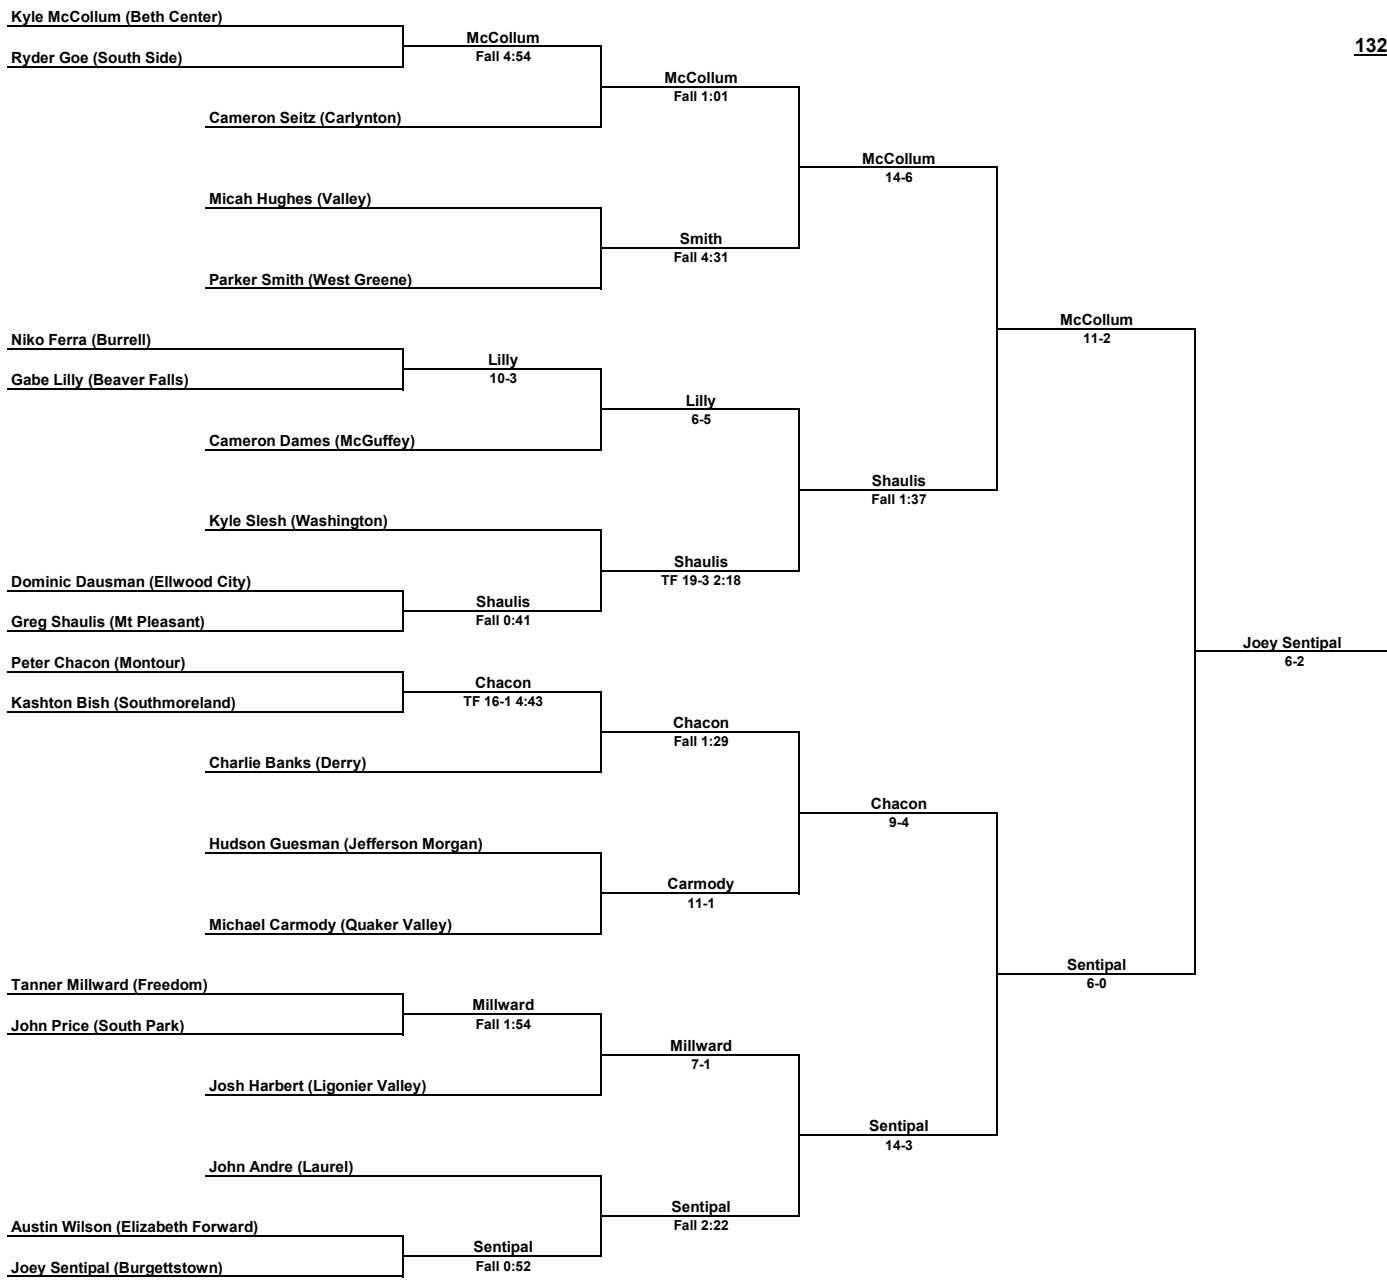 Kyle McCollum (Beth Center)
McCollum
132
Ryder Goe (South Side)
Fall 4:54
McCollum
Fall 1:01
Cameron Seitz (Carlynton)
McCollum
14-6
Micah Hughes (Valley)
Smith
Fall 4:31
Parker Smith (West Greene)
McCollum
11-2
Niko Ferra (Burrell)
Lilly
10-3
Gabe Lilly (Beaver Falls)
Lilly
6-5
Cameron Dames (McGuffey)
Shaulis
Fall 1:37
Kyle Slesh (Washington)
Shaulis
TF 19-3 2:18
Dominic Dausman (Ellwood City)
Shaulis
Fall 0:41
Greg Shaulis (Mt Pleasant)
Joey Sentipal
6-2
Peter Chacon (Montour)
Chacon
TF 16-1 4:43
Kashton Bish (Southmoreland)
Chacon
Fall 1:29
Charlie Banks (Derry)
Chacon
9-4
Hudson Guesman (Jefferson Morgan)
Carmody
11-1
Michael Carmody (Quaker Valley)
Sentipal
6-0
Tanner Millward (Freedom)
Millward
Fall 1:54
John Price (South Park)
Millward
7-1
Josh Harbert (Ligonier Valley)
Sentipal
14-3
John Andre (Laurel)
Sentipal
Fall 2:22
Austin Wilson (Elizabeth Forward)
Sentipal
Fall 0:52
Joey Sentipal (Burgettstown)